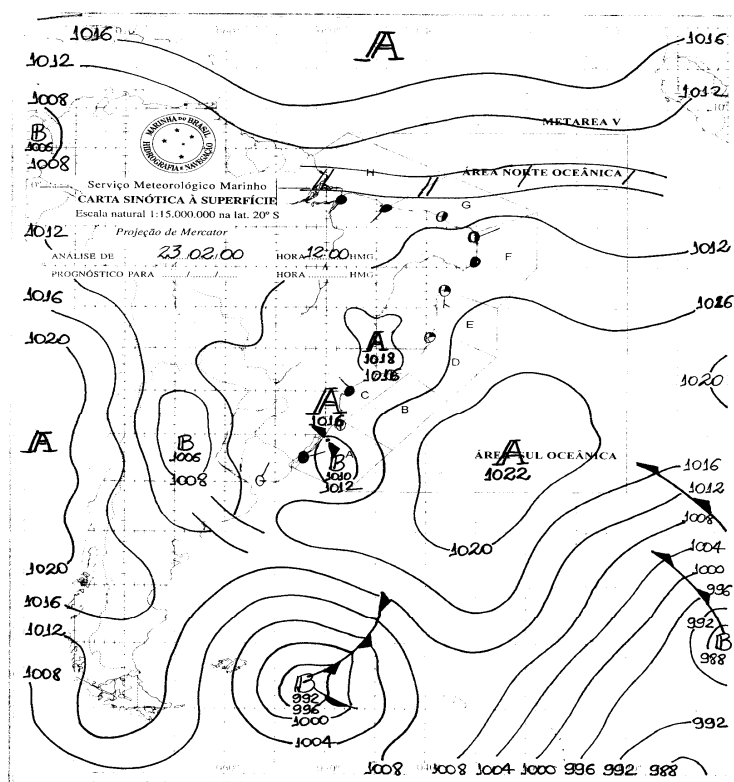 1016
A
1016
1012
1008
1012
B
1006
1008
MARINHA DO BRASIL
HIDROGRAFIA E NAVEGAÇÃO
METAREA V
H
ÁREA NORTE OCEÂNICA
Serviço Meteorológico Marinho
CARTA SINÓTICA À SUPERFÍCIE
Escala natural 1:15.000.000 na lat. 20° S
Projeção de Mercator
G
1012
ANÁLISE DE 23/02/00 HORA 12:00 HMG
PROGNÓSTICO PARA / / HORA HMG
F
1012
1016
1016
1020
E
A
1018
1016
D
1020
C
B
A
1016
A
B
1006
1008
A
B
1010
1012
ÁREA SUL OCEÂNICA
A
1022
1016
1012
1008
1020
1004
1000
996
992
B
988
1020
1016
1012
1008
B
992
996
1000
1004
992
1008
1008
1004
1000
996
992
988